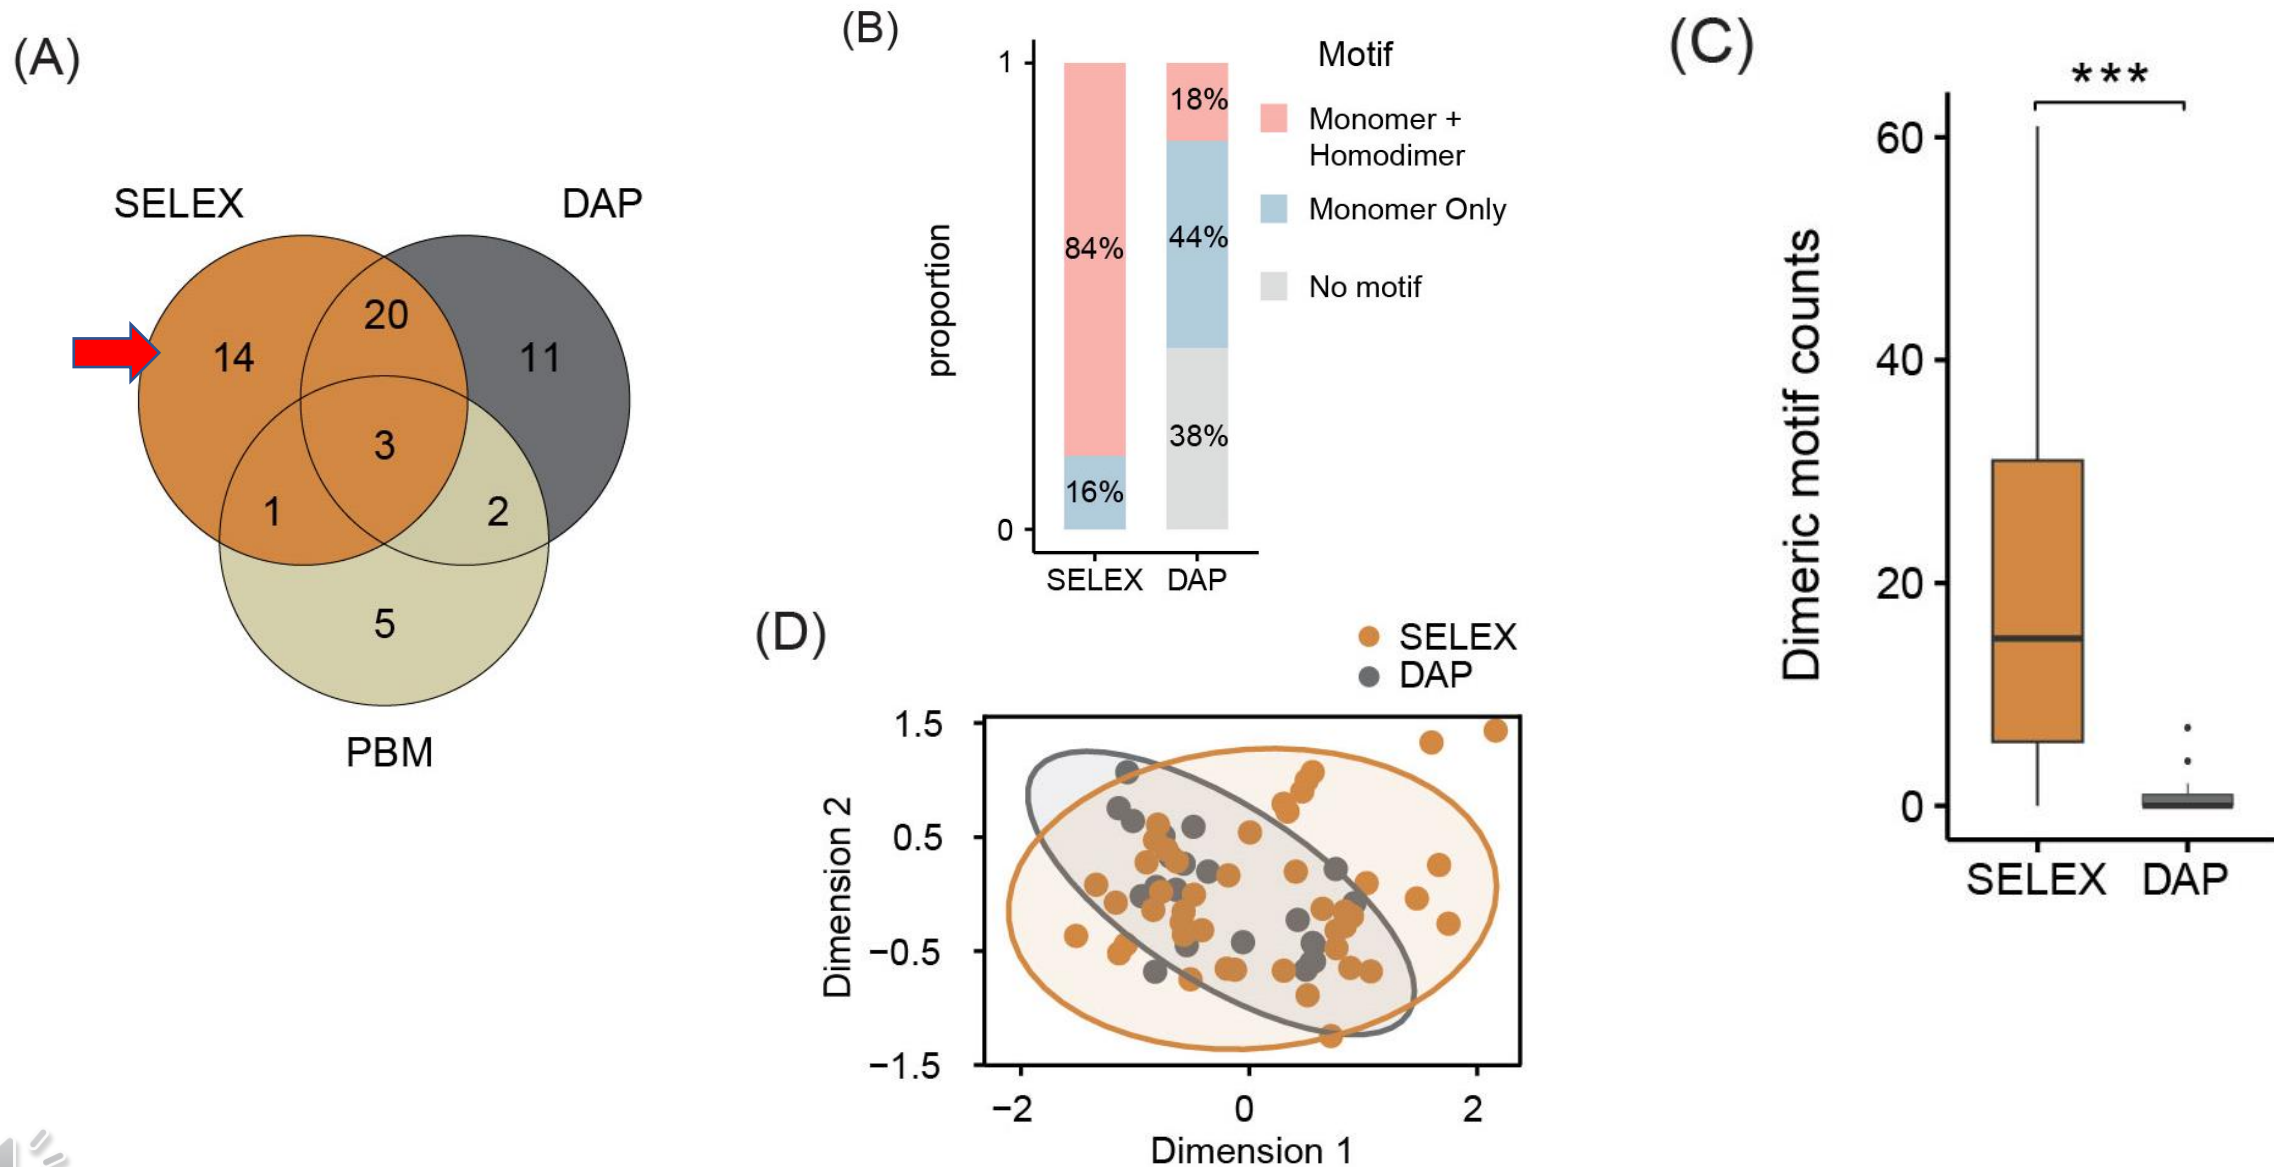 (A)
SELEX
DAP
14
20
11
3
1
2
5
PBM
(B)
1
0
proportion
84%
16%
18%
44%
38%
SELEX
DAP
Motif
Monomer +
Homodimer
Monomer Only
No motif
(C)
***
60
40
20
0
Dimeric motif counts
SELEX
DAP
(D)
SELEX
DAP
1.5
0.5
−0.5
−1.5
Dimension 2
−2
0
2
Dimension 1